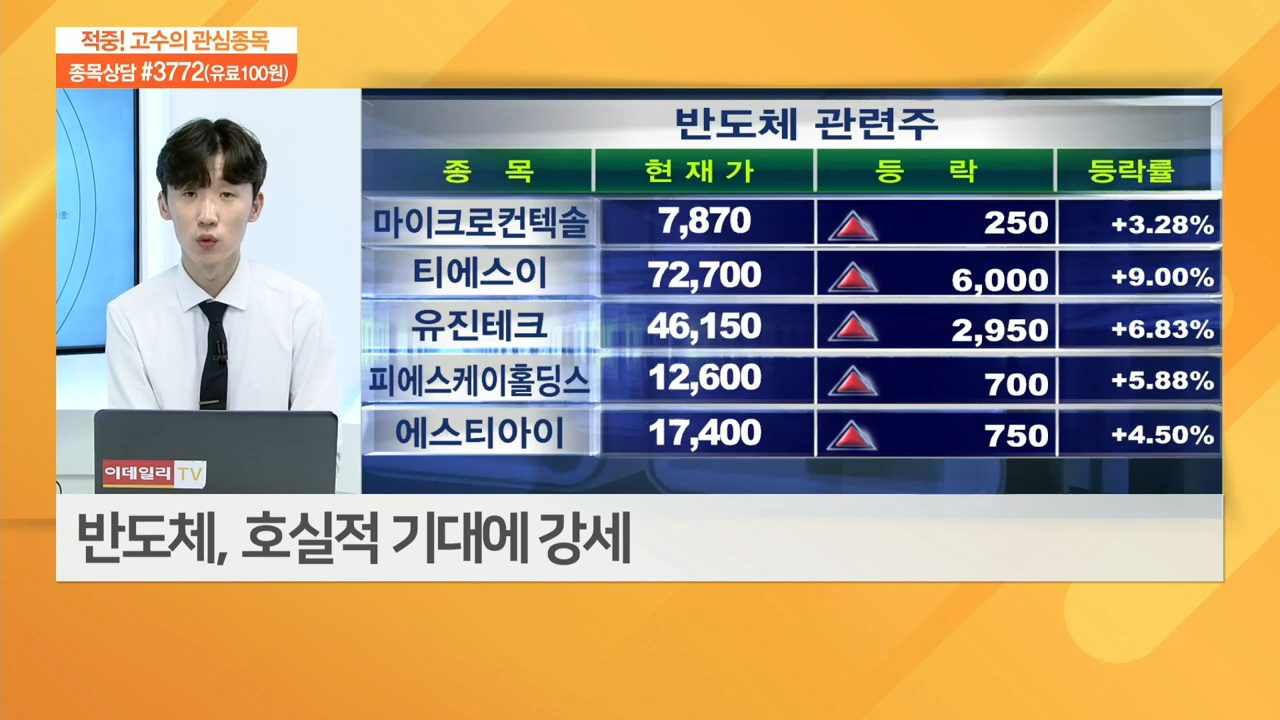 적중! 고수의 관심종목
종목상담 #3772(유료100원)
반도체 관련주
종 목 현 재 가 등 락 등락률
마이크로컨텍솔 7,870 ▲ 250 +3.28%
티에스이 72,700 ▲ 6,000 +9.00%
유진테크 46,150 ▲ 2,950 +6.83%
피에스케이홀딩스 12,600 ▲ 700 +5.88%
에스티아이 17,400 ▲ 750 +4.50%
이데일리 TV
반도체, 호실적 기대에 강세